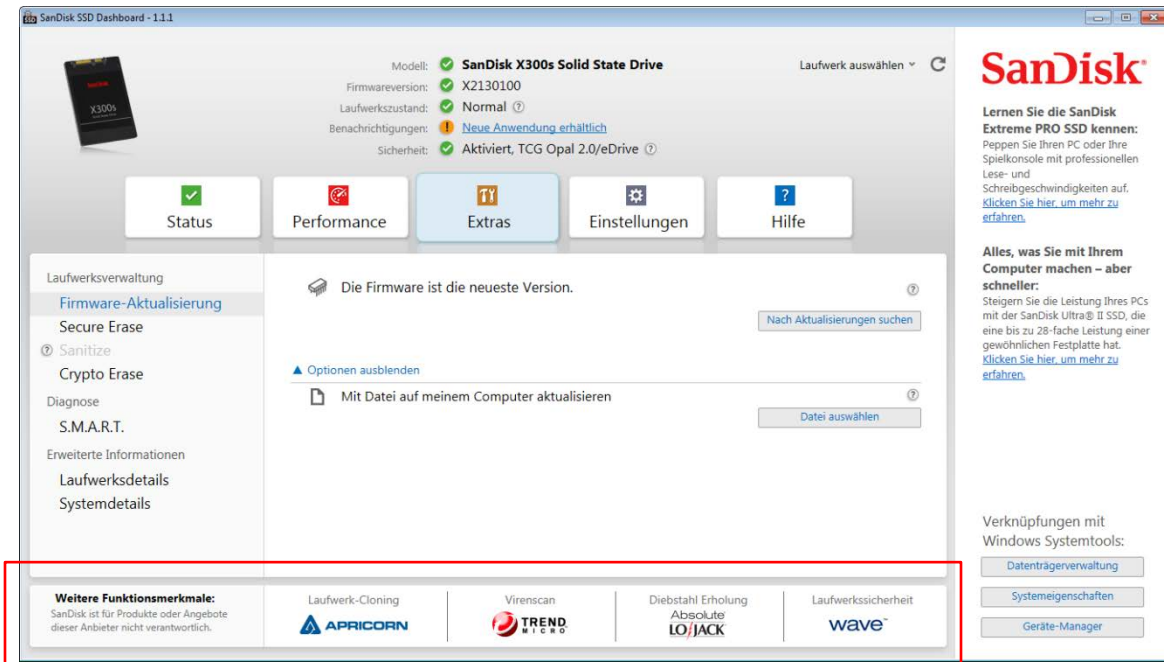 SanDisk SSD Dashboard - 1.1.1
Modell: SanDisk X300s Solid State Drive
Laufwerk auswählen
Firmwareversion: X2130100
Laufwerkszustand: Normal
Benachrichtigungen: Neue Anwendung erhältlich
Sicherheit: Aktiviert, TCG Opal 2.0/eDrive
X300s
Status
Performance
Extras
Einstellungen
Hilfe
Laufwerksverwaltung
Firmware-Aktualisierung
Secure Erase
Sanitize
Crypto Erase
Diagnose
S.M.A.R.T.
Erweiterte Informationen
Laufwerksdetails
Systemdetails
Die Firmware ist die neueste Version.
Nach Aktualisierungen suchen
Optionen ausblenden
Mit Datei auf meinem Computer aktualisieren
Datei auswählen
Weitere Funktionsmerkmale:
SanDisk ist für Produkte oder Angebote
dieser Anbieter nicht verantwortlich.
Laufwerk-Cloning
APRICORN
Virenscan
TREND
MICRO
Diebstahl Erholung
Absolute
LO/JACK
Laufwerkssicherheit
wave
SanDisk
Lernen Sie die SanDisk
Extreme PRO SSD kennen:
Peppen Sie Ihren PC oder Ihre
Spielkonsole mit professionellen
Lese- und
Schreibgeschwindigkeiten auf.
Klicken Sie hier, um mehr zu
erfahren.
Alles, was Sie mit Ihrem
Computer machen – aber
schneller:
Steigern Sie die Leistung Ihres PCs
mit der SanDisk Ultra® II SSD, die
eine bis zu 28-fache Leistung einer
gewöhnlichen Festplatte hat.
Klicken Sie hier, um mehr zu
erfahren.
Verknüpfungen mit
Windows Systemtools:
Datenträgerverwaltung
Systemeigenschaften
Geräte-Manager